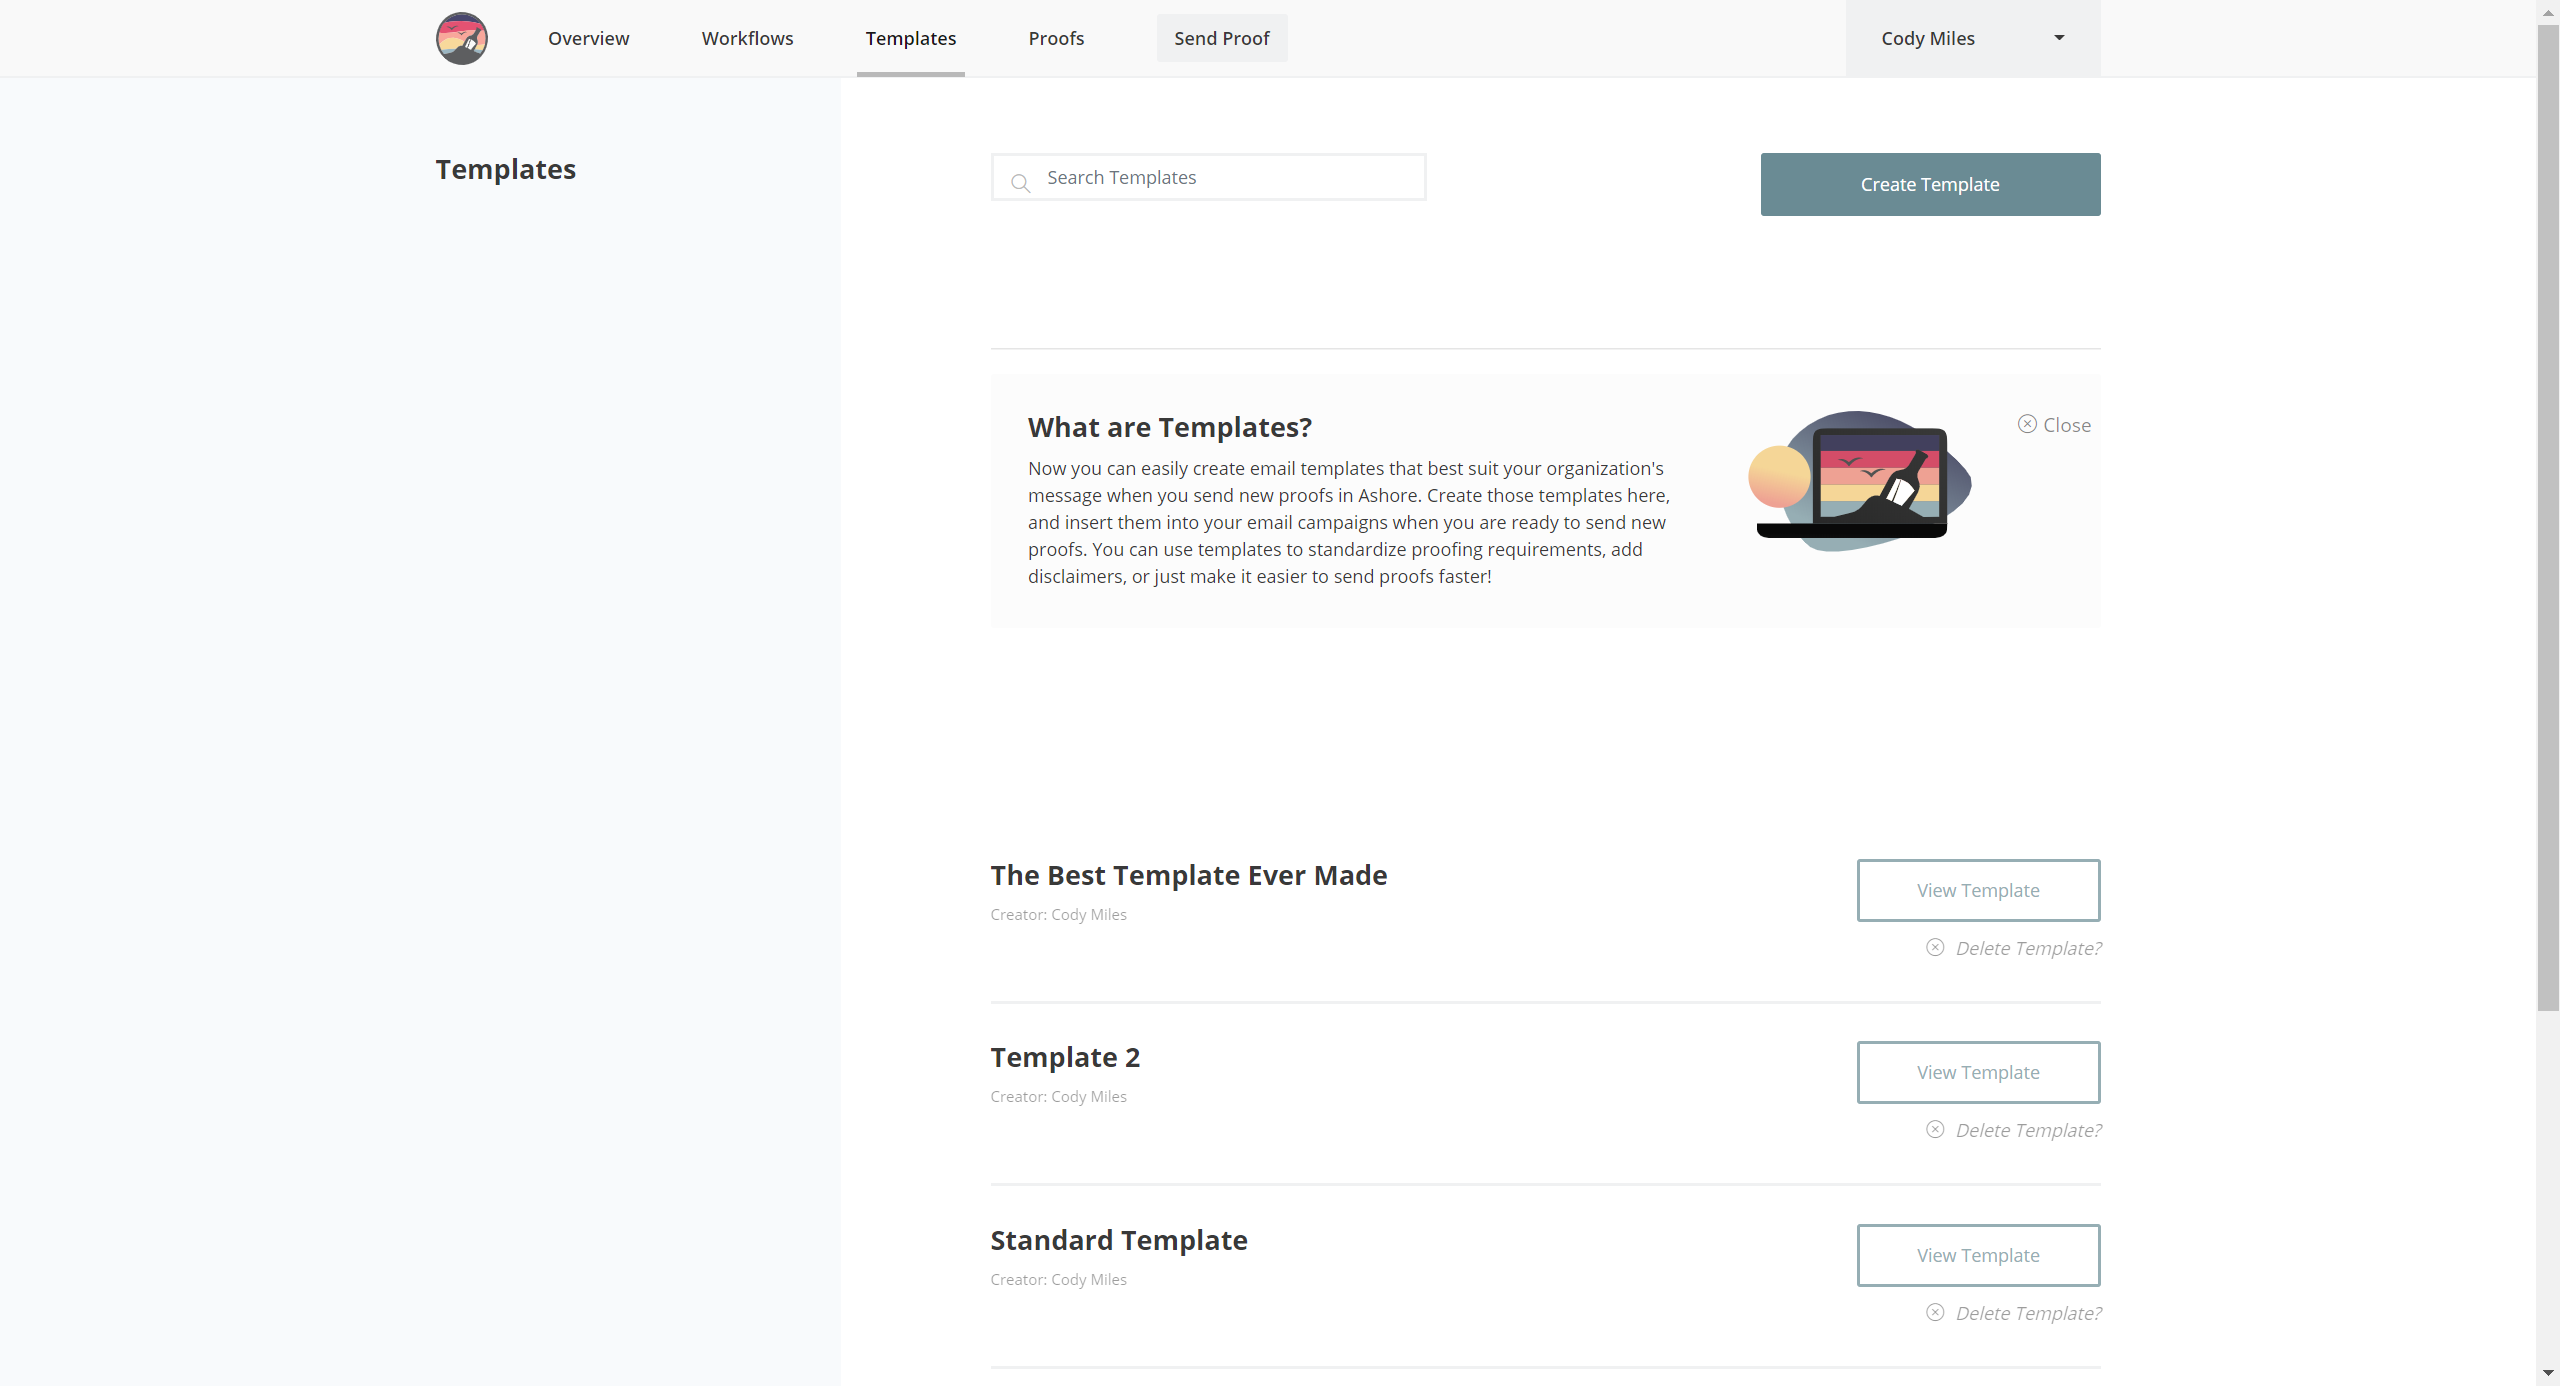 Overview
Workflows
Templates
Proofs
Send Proof
Cody Miles
Templates
Search Templates
Create Template
What are Templates?
Close
Now you can easily create email templates that best suit your organization's
message when you send new proofs in Ashore. Create those templates here,
and insert them into your email campaigns when you are ready to send new
proofs. You can use templates to standardize proofing requirements, add
disclaimers, or just make it easier to send proofs faster!
The Best Template Ever Made
Creator: Cody Miles
View Template
Delete Template?
Template 2
Creator: Cody Miles
View Template
Delete Template?
Standard Template
Creator: Cody Miles
View Template
Delete Template?